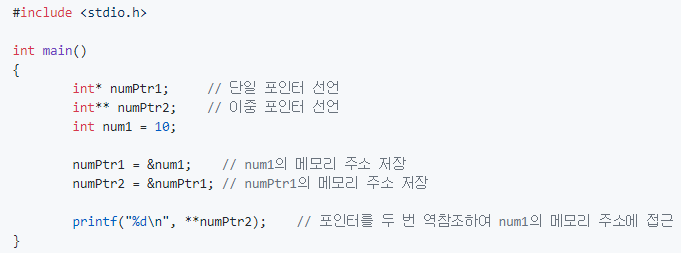 #include <stdio.h>
int main()
{
int* numPtr1; // 단일 포인터 선언
int** numPtr2; // 이중 포인터 선언
int num1 = 10;
numPtr1 = &num1; // num1의 메모리 주소 저장
numPtr2 = &numPtr1; // numPtr1의 메모리 주소 저장
printf("%d\n", **numPtr2); // 포인터를 두 번 역참조하여 num1의 메모리 주소에 접근
}